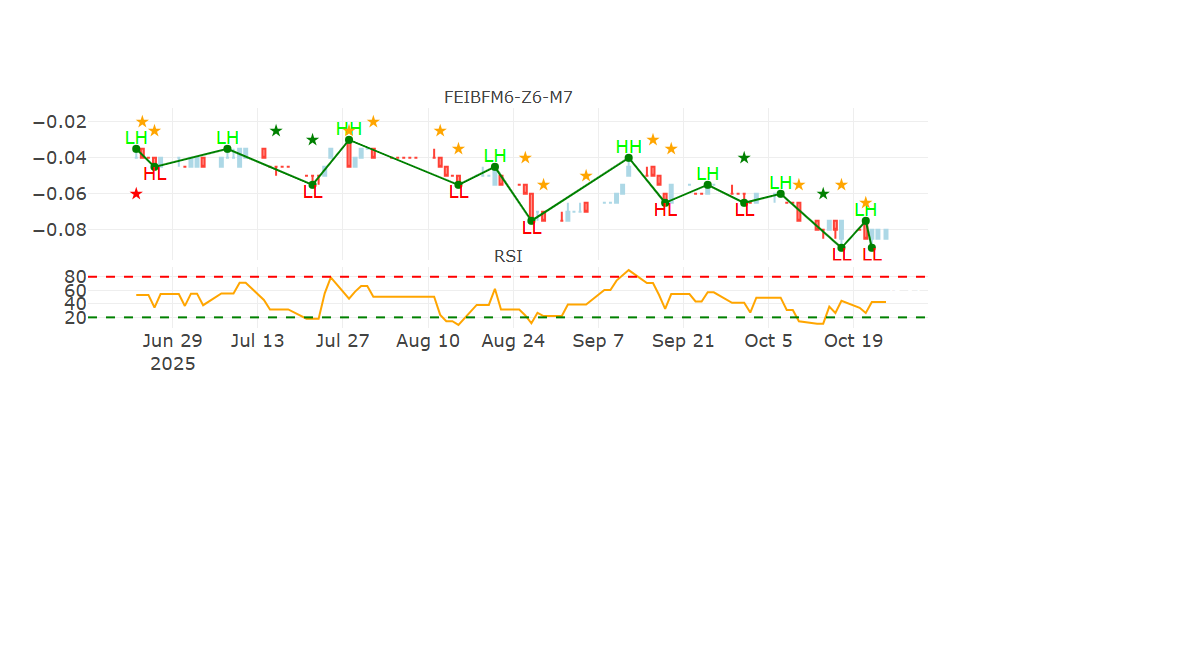 FEIBFM6-Z6-M7
−0.02
−0.04
−0.06
−0.08
LH
HL
LH
LL
HH
LL
LH
LL
HH
HL
LH
LL
LH
LL
LH
LL
RSI
80
60
40
20
Jun 29
2025
Jul 13
Jul 27
Aug 10
Aug 24
Sep 7
Sep 21
Oct 5
Oct 19